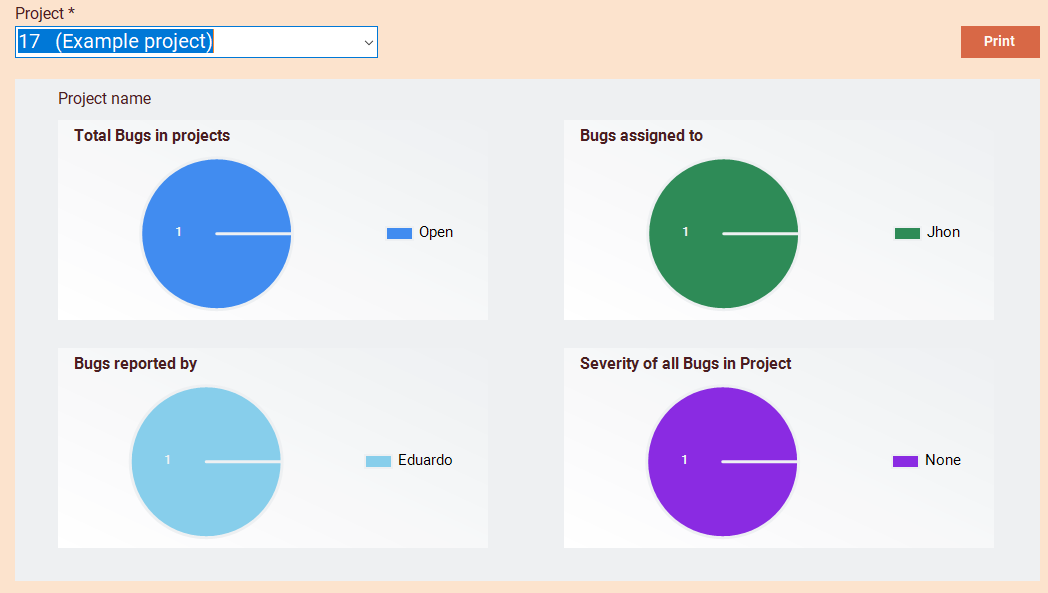 Project *
17 (Example project)
Print
Project name
Total Bugs in projects
1
Open
Bugs assigned to
1
Jhon
Bugs reported by
1
Eduardo
Severity of all Bugs in Project
1
None